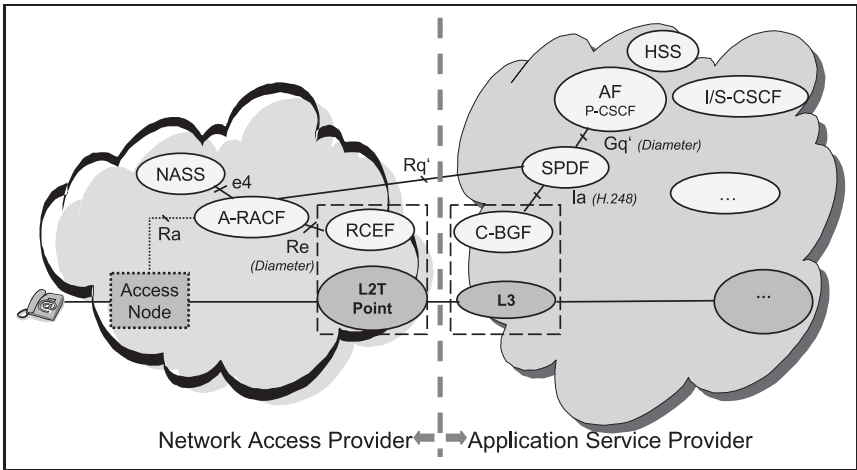 HSS
AF
P-CSCF
I/S-CSCF
Gq‘ (Diameter)
Rq‘
SPDF
NASS
e4
Ia (H.248)
...
A-RACF
Ra
Re
(Diameter)
RCEF
C-BGF
Access
Node
L2T
Point
L3
...
@
Network Access Provider
Application Service Provider